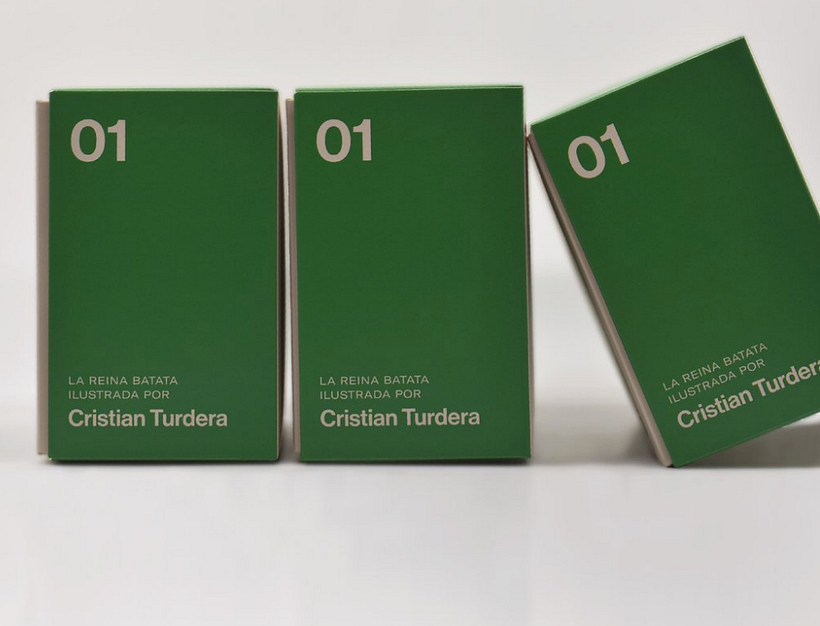 01
LA REINA BATATA
ILUSTRADA POR
Cristian Turdera
01
LA REINA BATATA
ILUSTRADA POR
Cristian Turdera
01
LA REINA BATATA
ILUSTRADA POR
Cristian Turdera